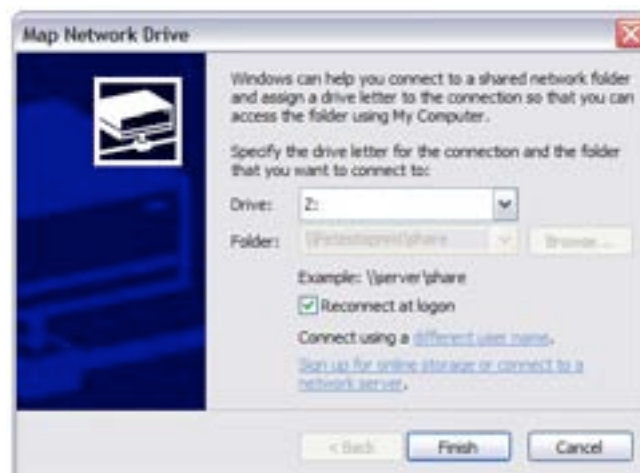 Map Network Drive
Windows can help you connect to a shared network folder
and assign a drive letter to the connection so that you can
access the folder using My Computer.
Specify the drive letter for the connection and the folder
that you want to connect to:
Drive: Z:
Folder: Browse...
Example: \\server\share
Reconnect at logon
Connect using a different user name.
Sign up for online storage or connect to a
network server.
< Back Finish Cancel